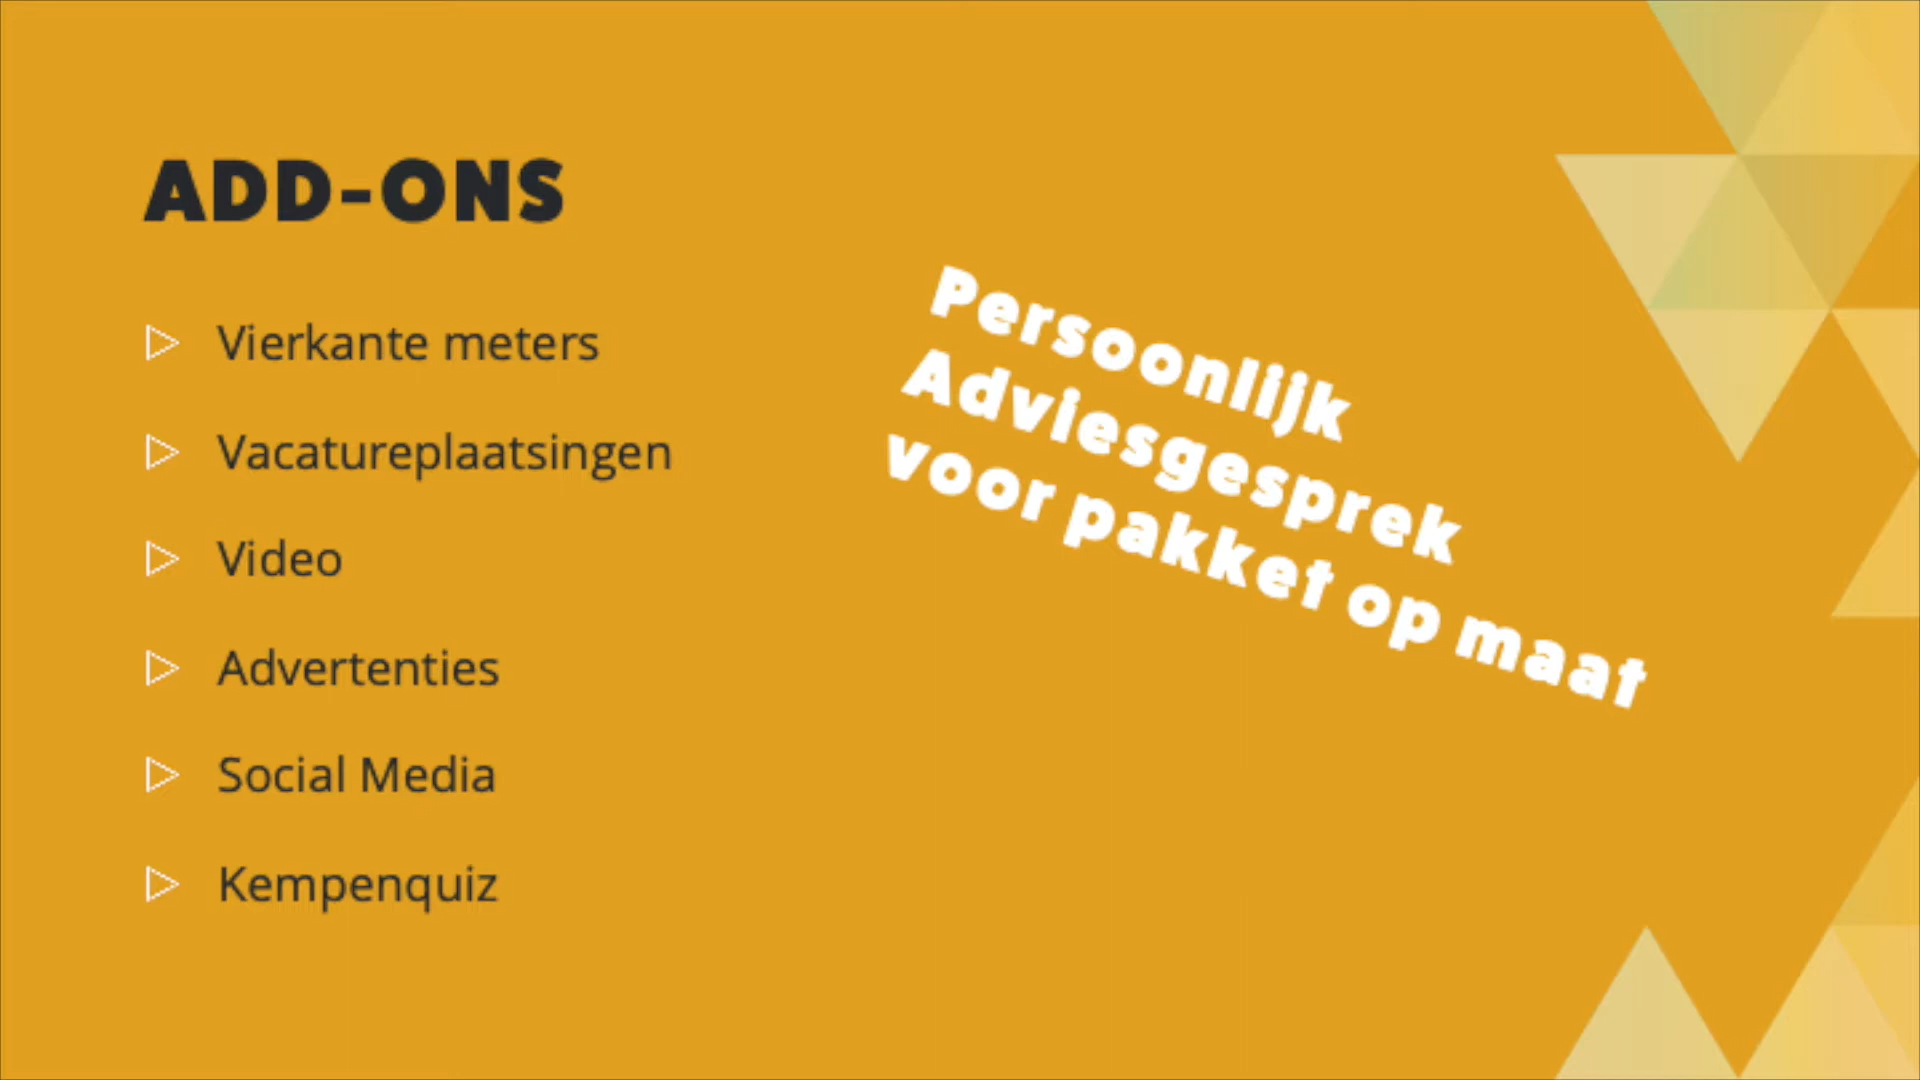 ADD-ONS
Vierkante meters
Vacatureplaatsingen
Video
Advertenties
Social Media
Kempenquiz
Persoonlijk
Adviesgesprek
voor pakket op maat